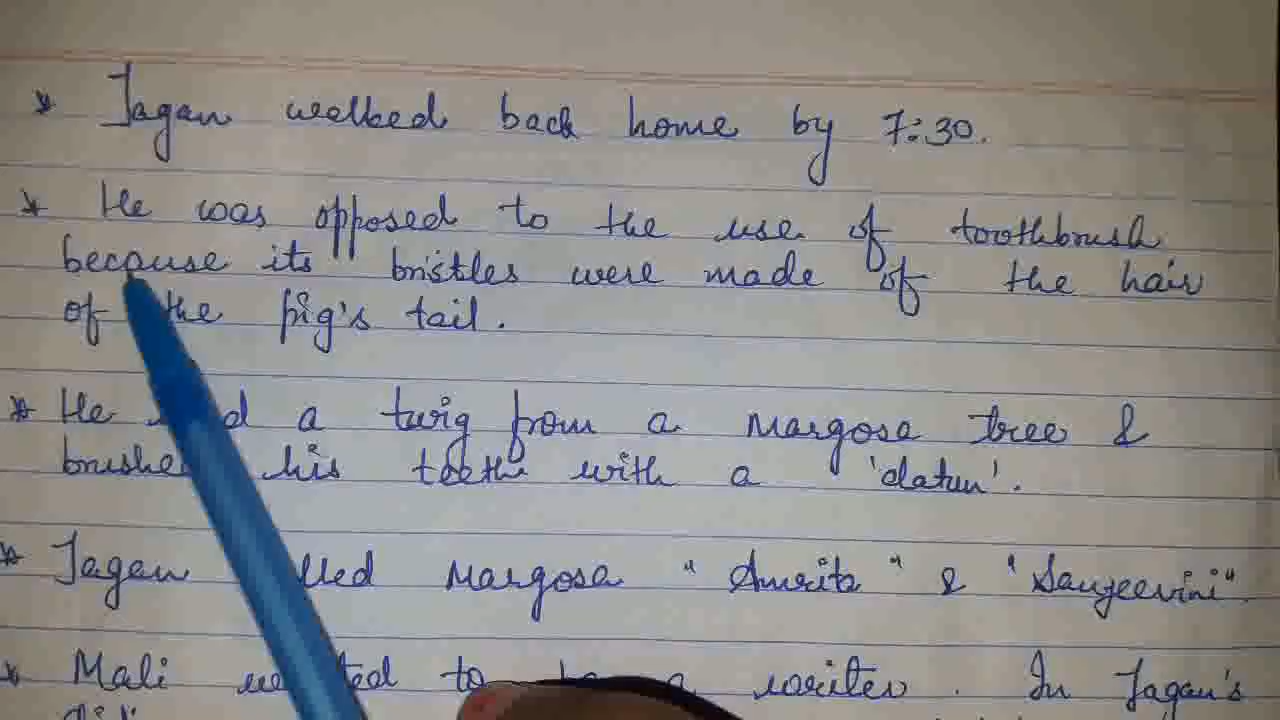 * Jagan walked back home by 7:30.
* He was opposed to the use of toothbrush
because its bristles were made of the hair
of the pig's tail.
* He a twig from a Margosa tree &
his teeth with a 'datun'.
* Jagan Margosa "Amrita" & "Sanjeevini"
* Mali to a writer. In Jagan's